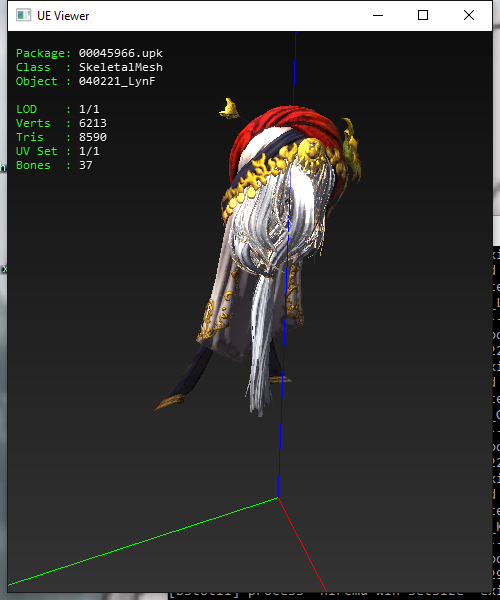 UE Viewer
Package: 00045966.upk
Class  : SkeletalMesh
Object : 040221_LynF
LOD    : 1/1
Verts  : 6213
Tris   : 8590
UV Set : 1/1
Bones  : 37